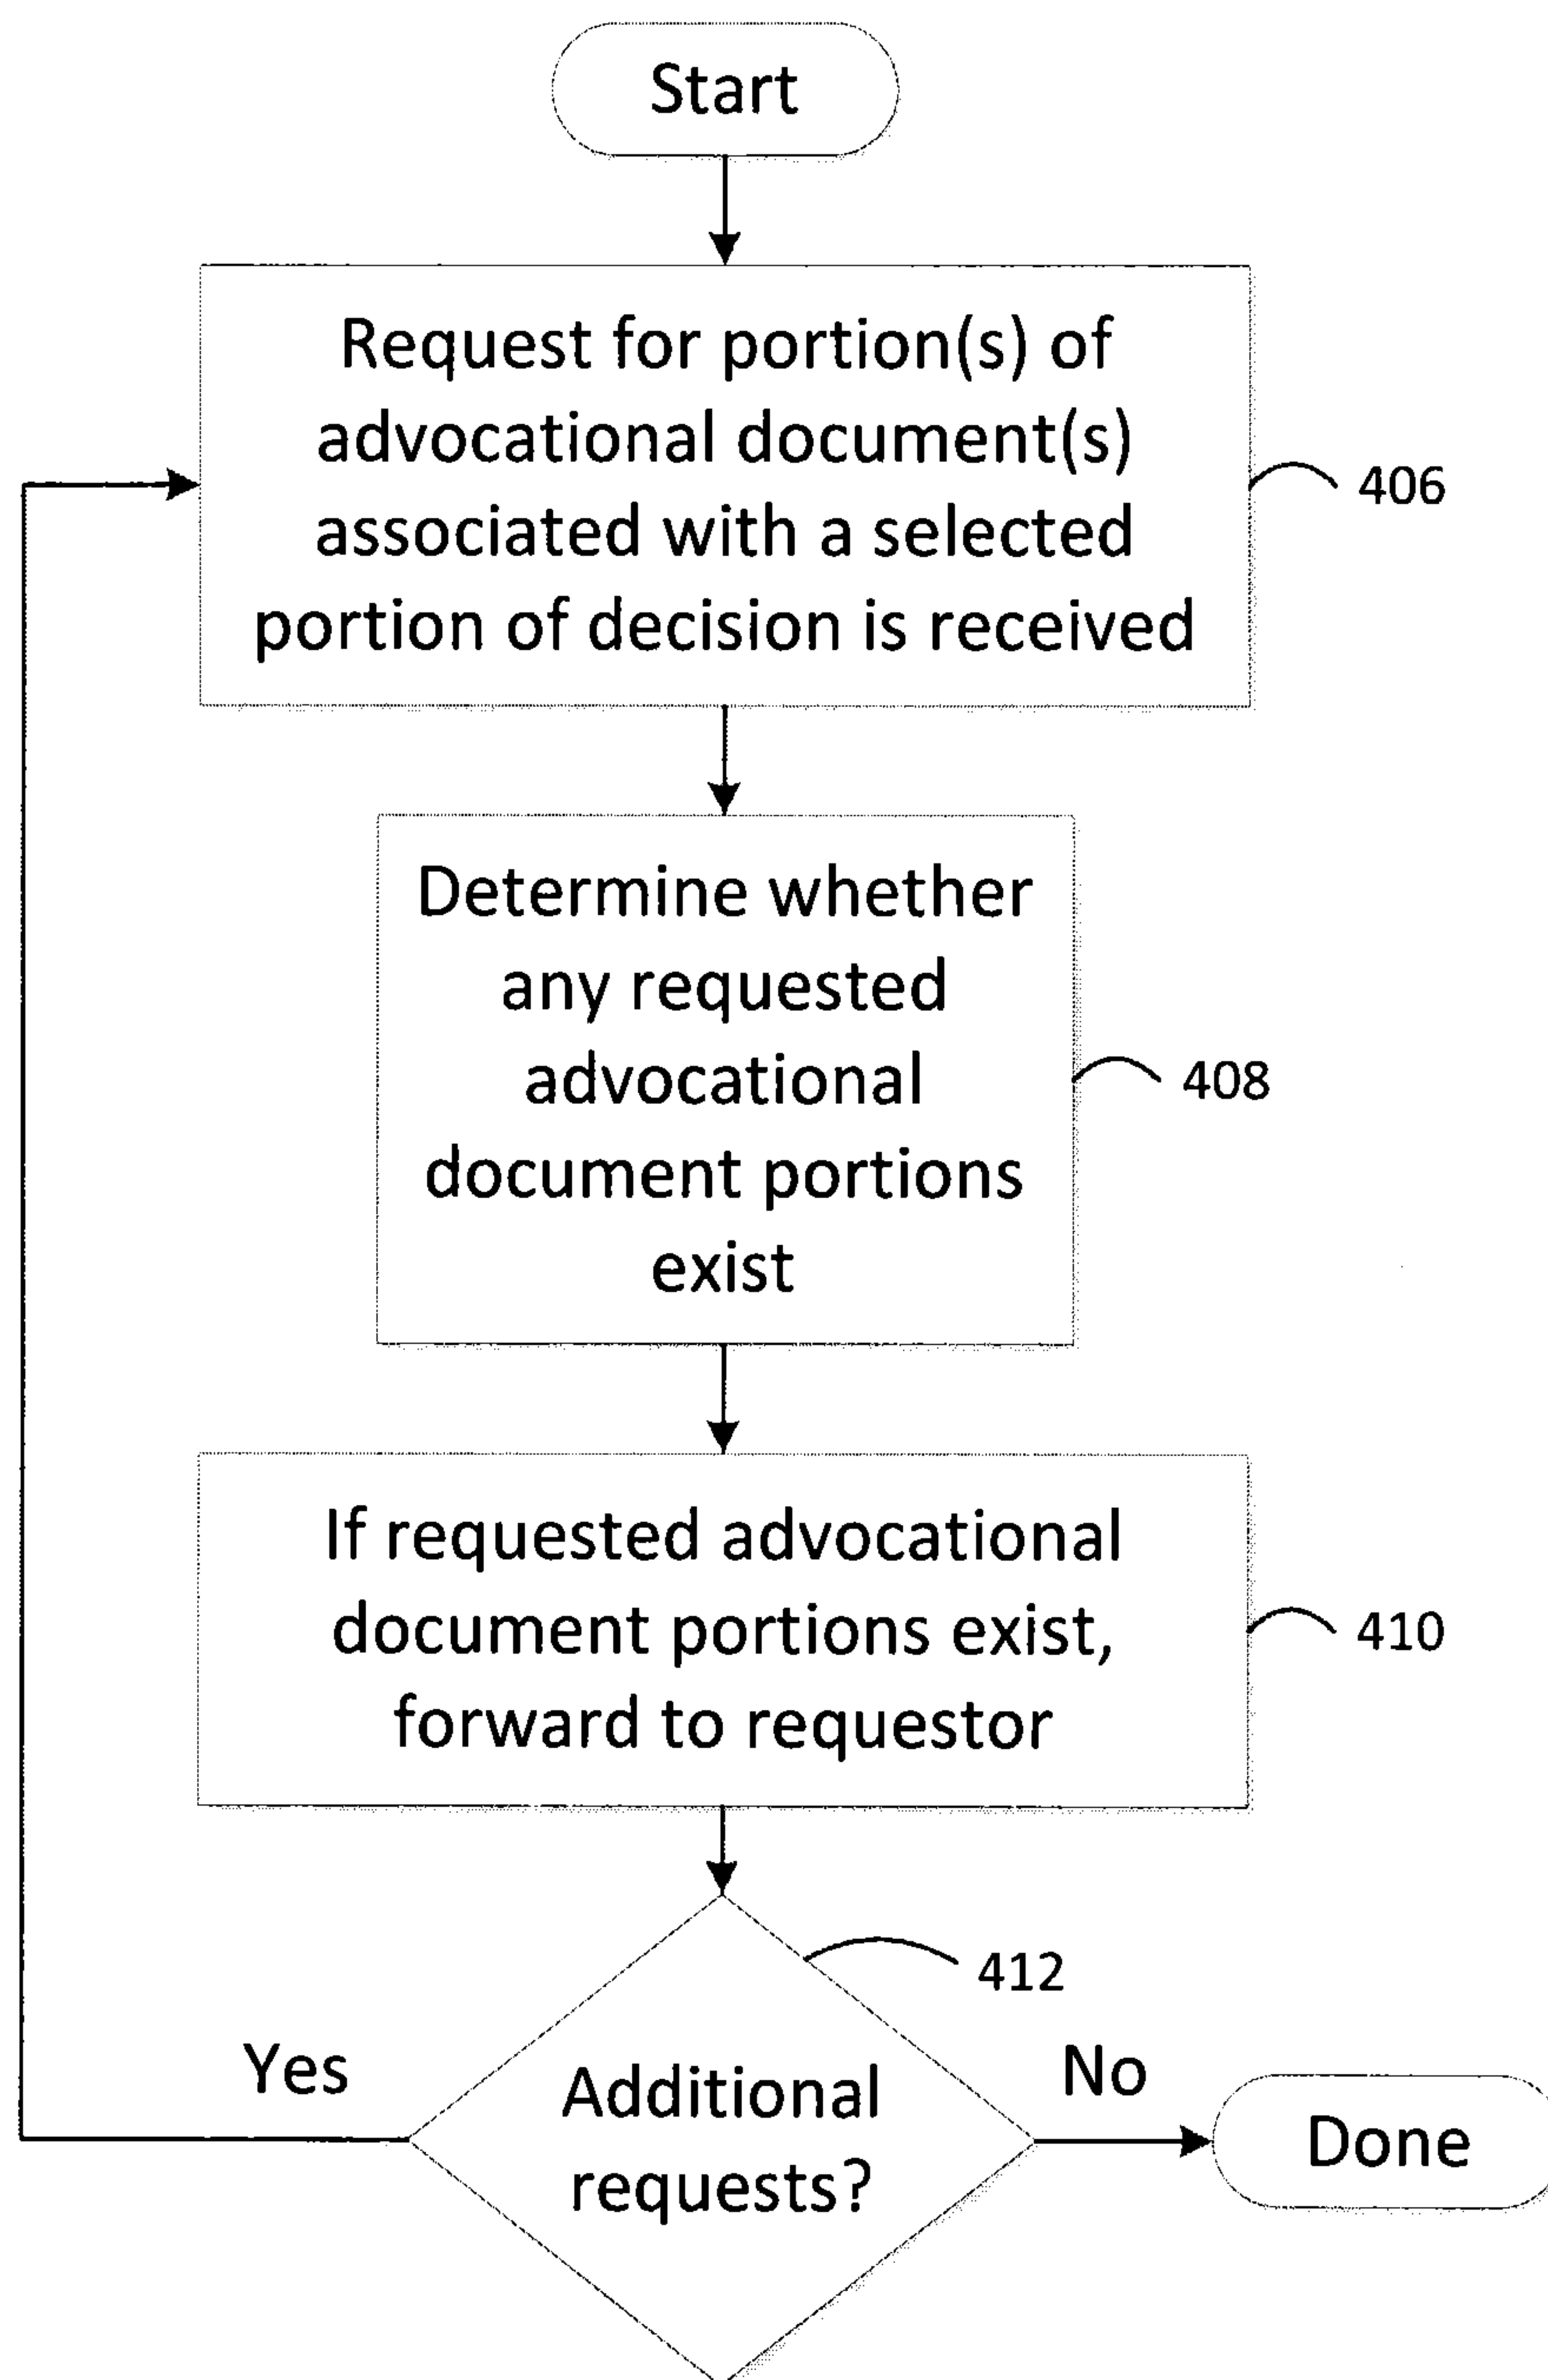 Start
Request for portion(s) of
advocational document(s)
associated with a selected
portion of decision is received
406
Determine whether
any requested
advocational
document portions
exist
408
If requested advocational
document portions exist,
forward to requestor
410
412
Yes
No
Additional
requests?
Done